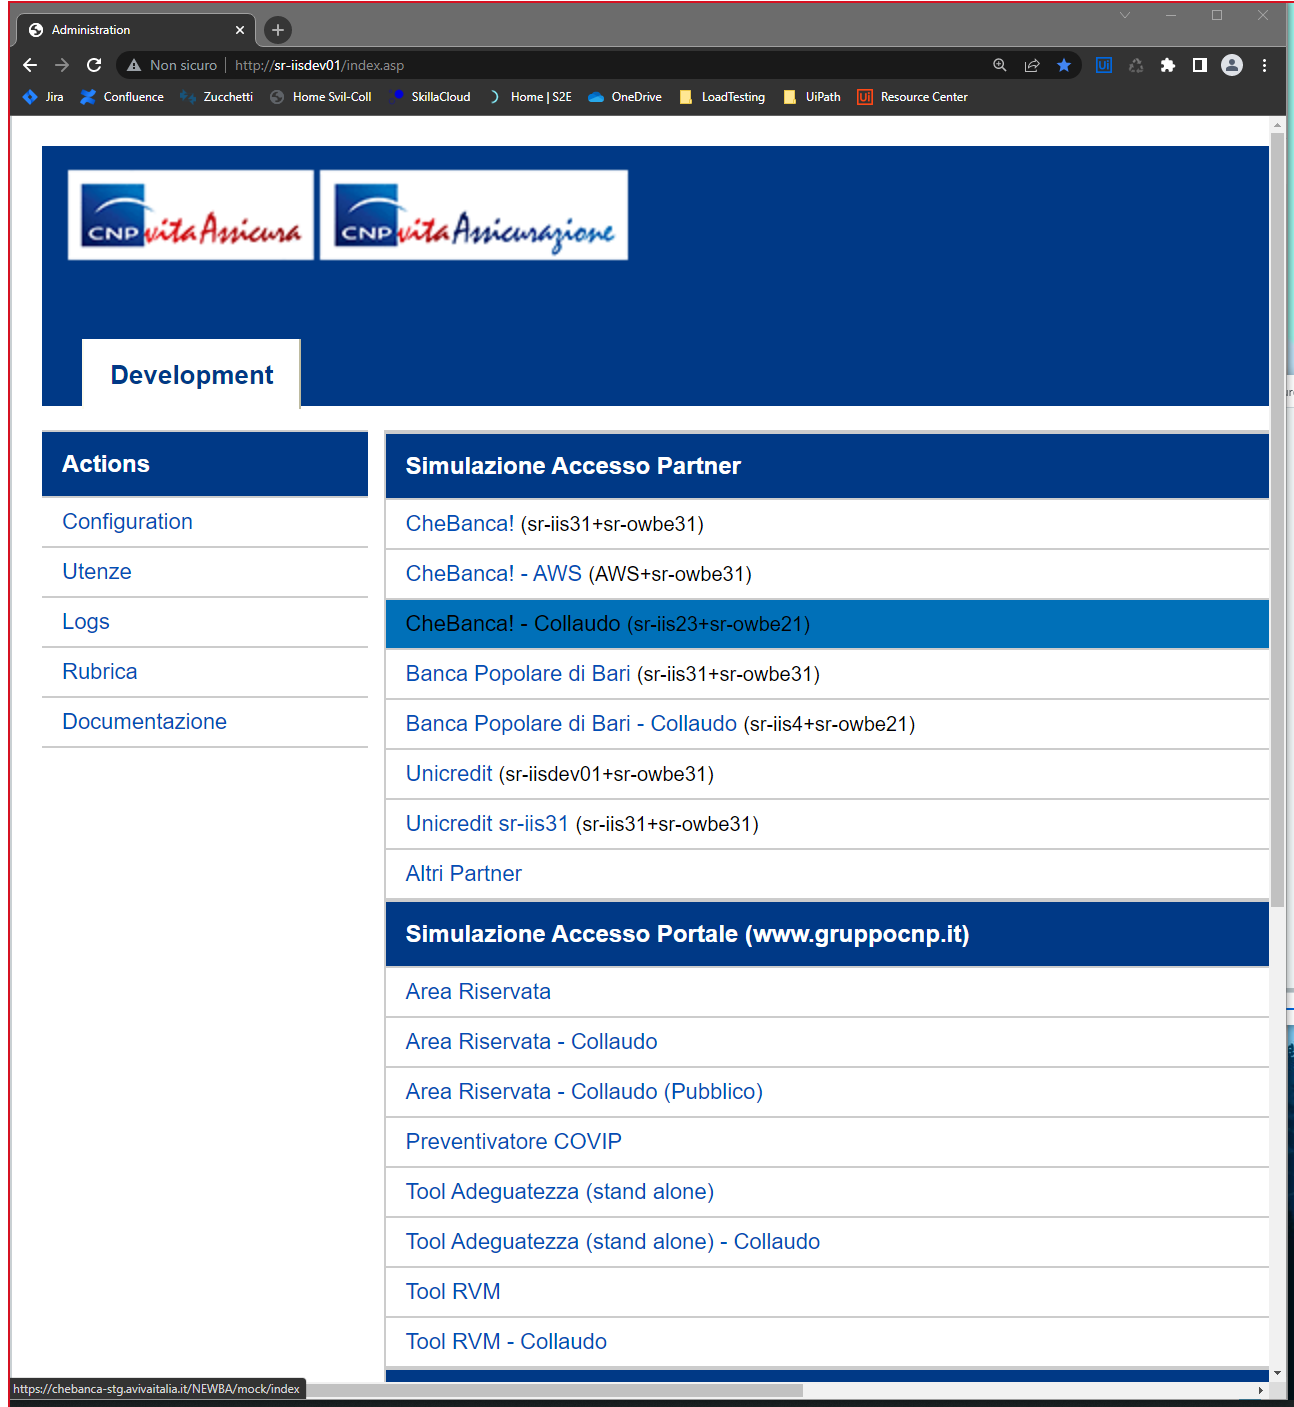 Administration
Non sicuro | http://sr-iisdev01/index.asp
Jira Confluence Zucchetti Home Svil-Coll SkillaCloud Home | S2E OneDrive LoadTesting UiPath Resource Center
CNP vita Assicura CNP vita Assicurazione
Development
Actions
Configuration
Utenze
Logs
Rubrica
Documentazione
Simulazione Accesso Partner
CheBanca! (sr-iis31+sr-owbe31)
CheBanca! - AWS (AWS+sr-owbe31)
CheBanca! - Collaudo (sr-iis23+sr-owbe21)
Banca Popolare di Bari (sr-iis31+sr-owbe31)
Banca Popolare di Bari - Collaudo (sr-iis4+sr-owbe21)
Unicredit (sr-iisdev01+sr-owbe31)
Unicredit sr-iis31 (sr-iis31+sr-owbe31)
Altri Partner
Simulazione Accesso Portale (www.gruppocnp.it)
Area Riservata
Area Riservata - Collaudo
Area Riservata - Collaudo (Pubblico)
Preventivatore COVIP
Tool Adeguatezza (stand alone)
Tool Adeguatezza (stand alone) - Collaudo
Tool RVM
Tool RVM - Collaudo
https://chebanca-stg.avivaitalia.it/NEWBA/mock/index